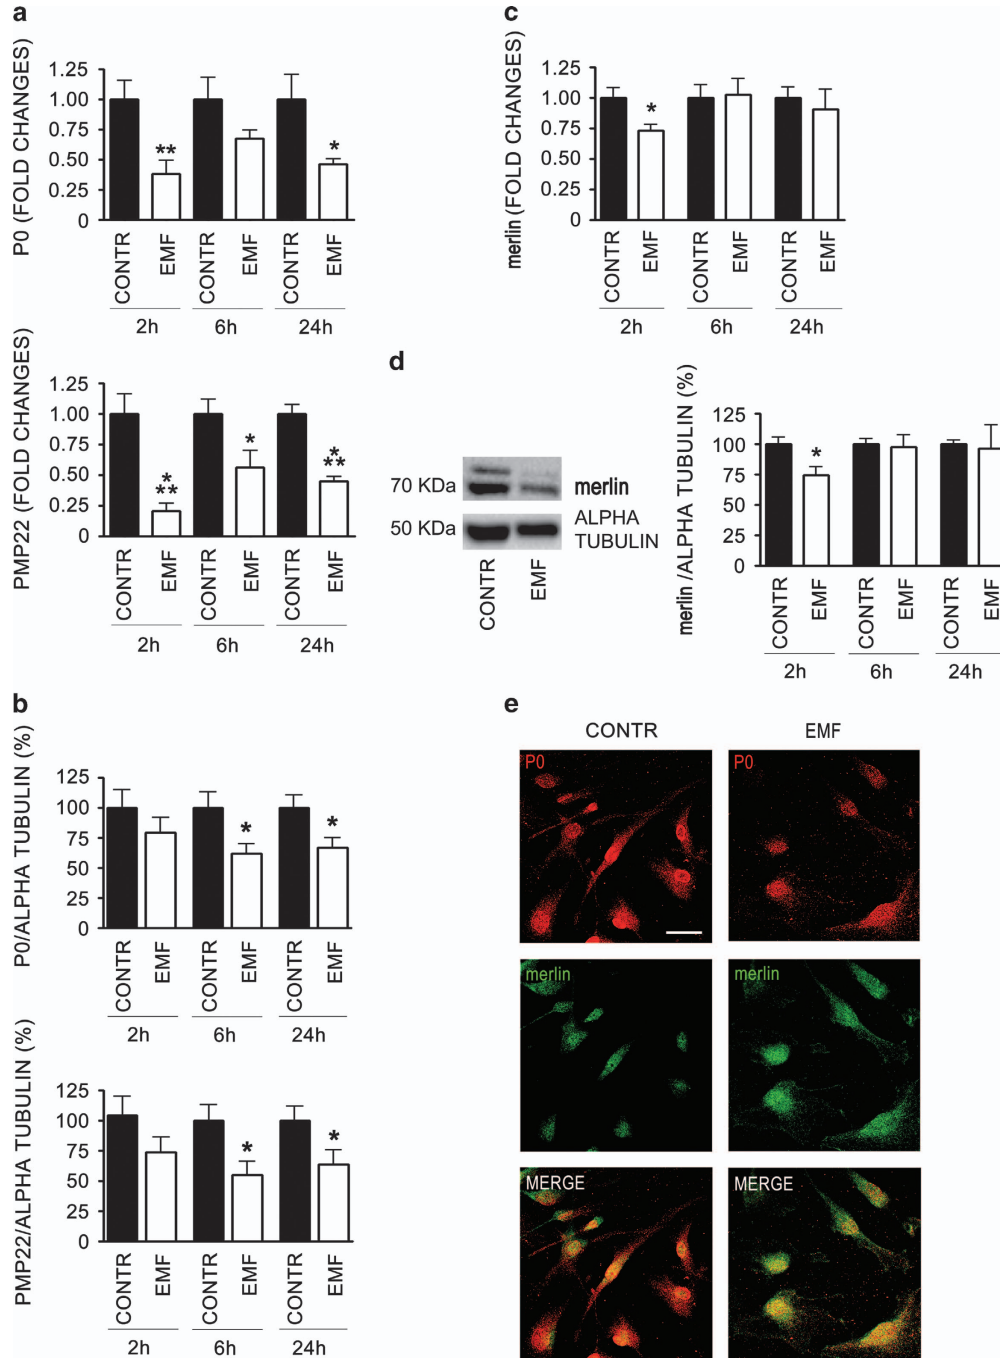 a
P0 (FOLD CHANGES)
1.25
1.00
0.75
0.50
0.25
0
** *
CONTR EMF CONTR EMF CONTR EMF
2h 6h 24h
PMP22 (FOLD CHANGES)
1.25
1.00
0.75
0.50
0.25
0
* * *
** **
CONTR EMF CONTR EMF CONTR EMF
2h 6h 24h
b
P0/ALPHA TUBULIN (%)
125
100
75
50
25
0
* *
CONTR EMF CONTR EMF CONTR EMF
2h 6h 24h
PMP22/ALPHA TUBULIN (%)
125
100
75
50
25
0
* *
CONTR EMF CONTR EMF CONTR EMF
2h 6h 24h
c
merlin (FOLD CHANGES)
1.25
1.00
0.75
0.50
0.25
0
*
CONTR EMF CONTR EMF CONTR EMF
2h 6h 24h
d
70 KDa merlin
50 KDa ALPHA
TUBULIN
CONTR EMF
merlin /ALPHA TUBULIN (%)
125
100
75
50
25
0
*
CONTR EMF CONTR EMF CONTR EMF
2h 6h 24h
e
CONTR EMF
P0 P0
merlin merlin
MERGE MERGE